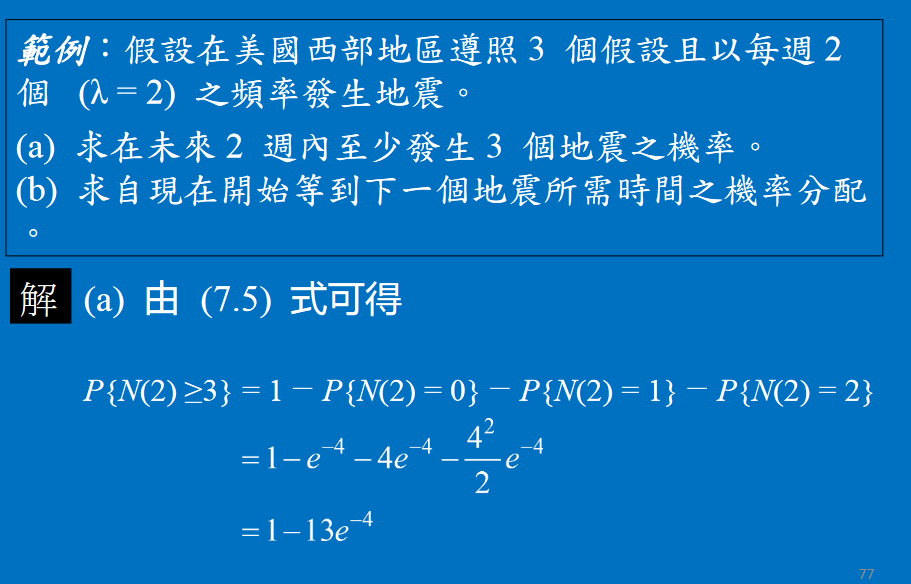 範例：假設在美國西部地區遵照 3 個假設且以每週 2
個 (λ = 2) 之頻率發生地震。
(a) 求在未來 2 週內至少發生 3 個地震之機率。
(b) 求自現在開始等到下一個地震所需時間之機率分配
。
解 (a) 由 (7.5) 式可得
P{N(2) ≥3} = 1 − P{N(2) = 0} − P{N(2) = 1} − P{N(2) = 2}
= 1 − e⁻⁴ − 4e⁻⁴ − 4²/2 e⁻⁴
= 1 − 13e⁻⁴
77